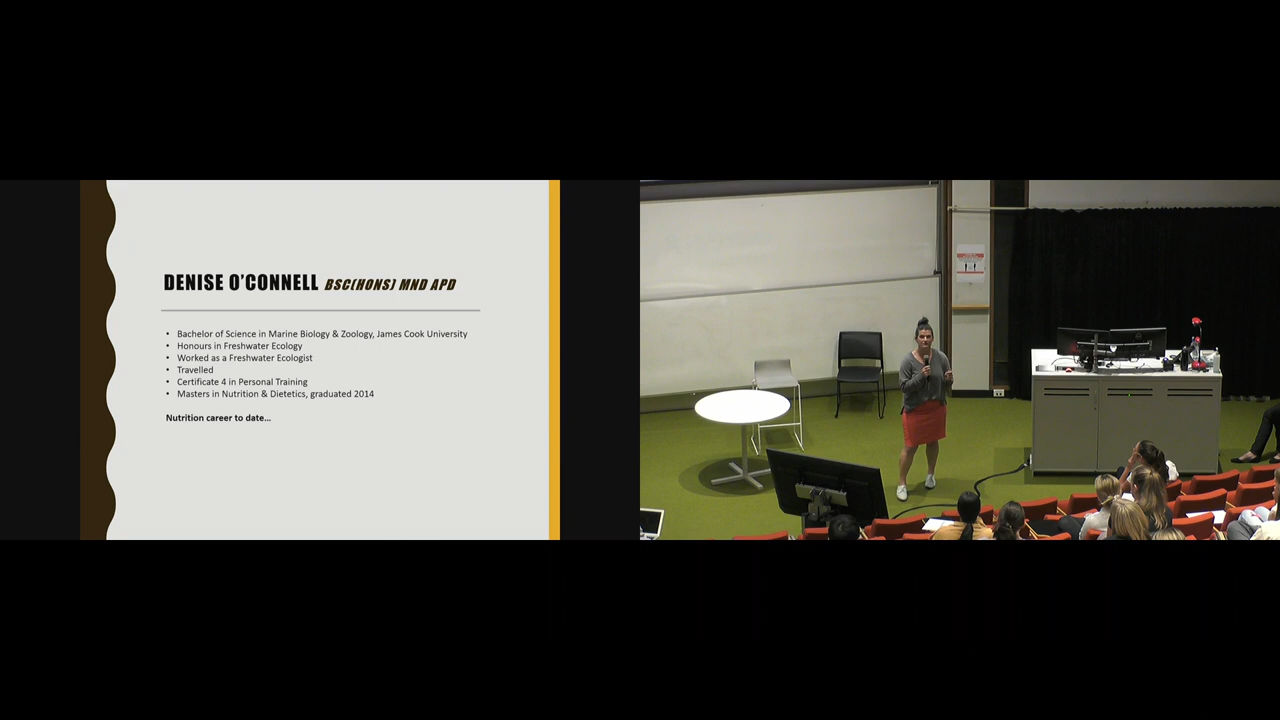 DENISE O'CONNELL BSC(HONS) MND APD
• Bachelor of Science in Marine Biology & Zoology, James Cook University
• Honours in Freshwater Ecology
• Worked as a Freshwater Ecologist
• Travelled
• Certificate 4 in Personal Training
• Masters in Nutrition & Dietetics, graduated 2014
Nutrition career to date...